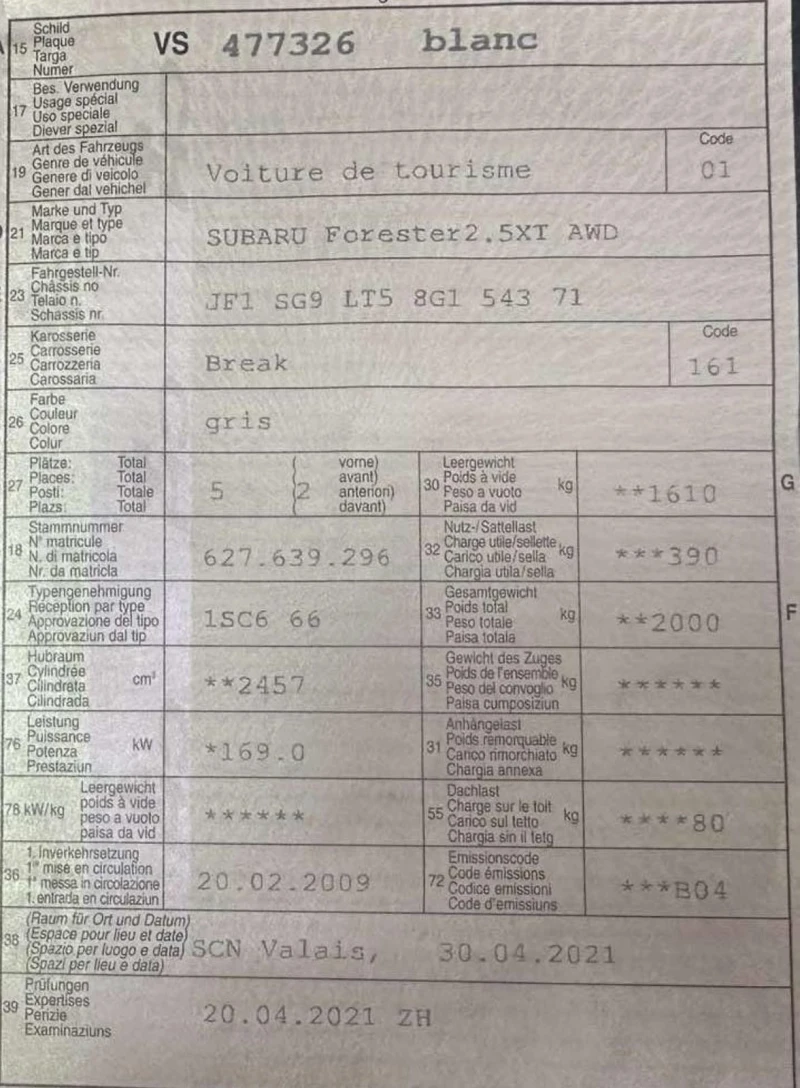 15 Schild
Plaque
Targa
Numer
VS 477326 blanc
17 Bes. Verwendung
Usage spécial
Uso speciale
Diever spezial
19 Art des Fahrzeugs
Genre de véhicule
Genere di veicolo
Gener dal vehichel
Voiture de tourisme
Code
01
21 Marke und Typ
Marque et type
Marca e tipo
Marca e tip
SUBARU Forester2.5XT AWD
23 Fahrgestell-Nr.
Châssis no
Telaio n.
Schassis nr.
JF1 SG9 LT5 8G1 543 71
25 Karosserie
Carrosserie
Carrozzeria
Carossaria
Break
Code
161
26 Farbe
Couleur
Colore
Colur
gris
27 Plätze: Total
Places: Total
Posti: Totale
Plazs: Total
5 (2 vorne)
( avant)
( anteriori)
( davant)
30 Leergewicht
Poids à vide
Peso a vuoto
Paisa da vid
kg
**1610
G
18 Stammnummer
N° matricule
N. di matricola
Nr. da matricla
627.639.296
32 Nutz-/Sattellast
Charge utile/sellette
Carico utile/sella
Chargia utila/sella
kg
***390
24 Typengenehmigung
Réception par type
Approvazione del tipo
Approvaziun dal tip
1SC6 66
33 Gesamtgewicht
Poids total
Peso totale
Paisa totala
kg
**2000
F
37 Hubraum
Cylindrée
Cilindrata
Cilindrada
cm³
**2457
35 Gewicht des Zuges
Poids de l'ensemble
Peso del convoglio
Paisa cumposiziun
kg
******
76 Leistung
Puissance
Potenza
Prestaziun
kW
*169.0
31 Anhängelast
Poids remorquable
Carico rimorchiato
Chargia annexa
kg
******
78 kW/kg
Leergewicht
poids à vide
peso a vuoto
paisa da vid
******
55 Dachlast
Charge sur le toit
Carico sul tetto
Chargia sin il tetg
kg
****80
36 1. Inverkehrsetzung
1re mise en circulation
1a messa in circolazione
1. entrada en circulaziun
20.02.2009
72 Emissionscode
Code émissions
Codice emissioni
Code d'emissiuns
***B04
38 (Raum für Ort und Datum)
(Espace pour lieu et date)
(Spazio per luogo e data)
(Spazi per lieu e data)
SCN Valais, 30.04.2021
39 Prüfungen
Expertises
Perizie
Examinaziuns
20.04.2021 ZH